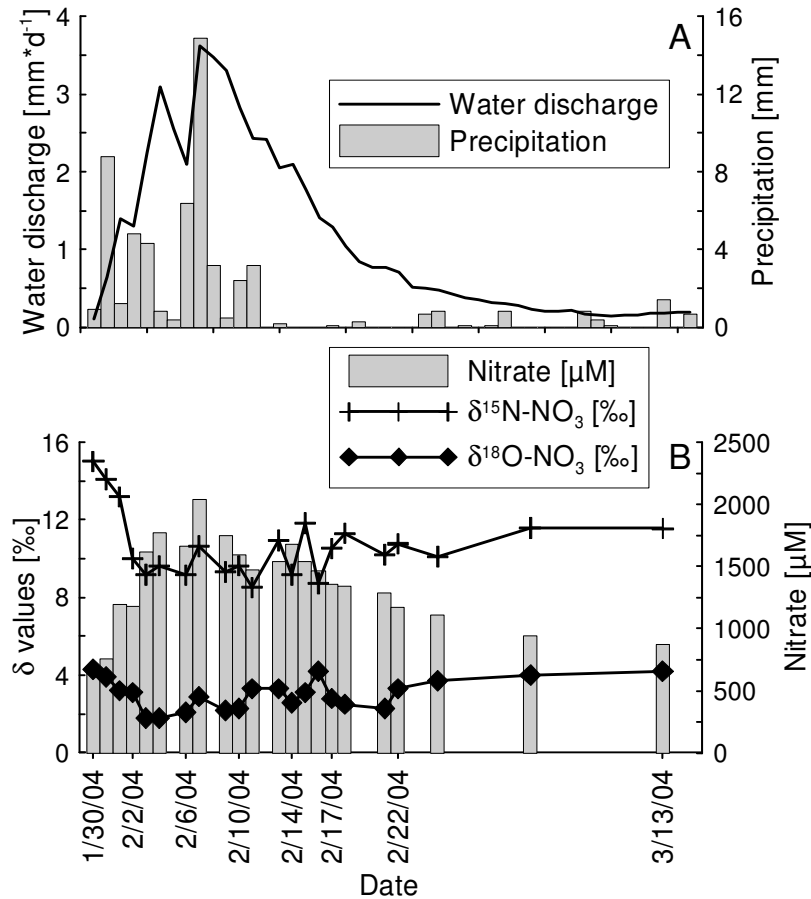 A
Water discharge [mm*d⁻¹]
4
3
2
1
0
Water discharge
Precipitation
16
12
8
4
0
Precipitation [mm]
Nitrate [µM]
δ¹⁵N-NO₃ [‰]
δ¹⁸O-NO₃ [‰]
B
δ values [‰]
16
12
8
4
0
2500
2000
1500
1000
500
0
Nitrate [µM]
1/30/04
2/2/04
2/6/04
2/10/04
2/14/04
2/17/04
2/22/04
3/13/04
Date